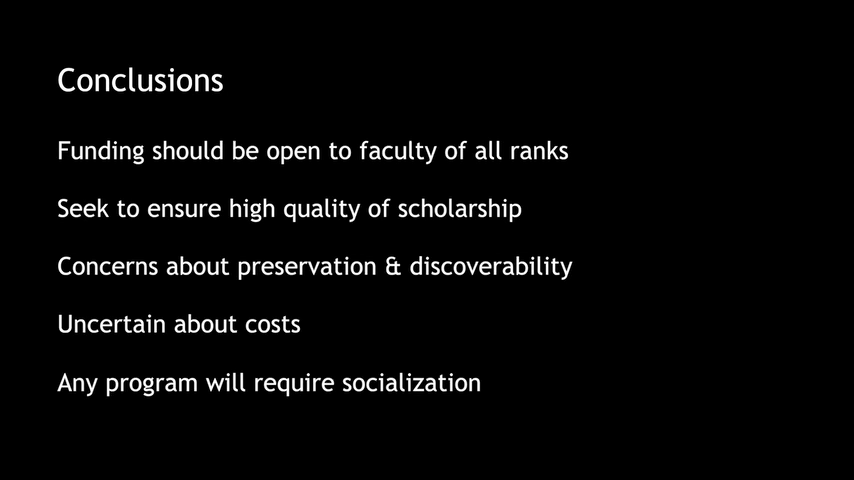 Conclusions
Funding should be open to faculty of all ranks
Seek to ensure high quality of scholarship
Concerns about preservation & discoverability
Uncertain about costs
Any program will require socialization